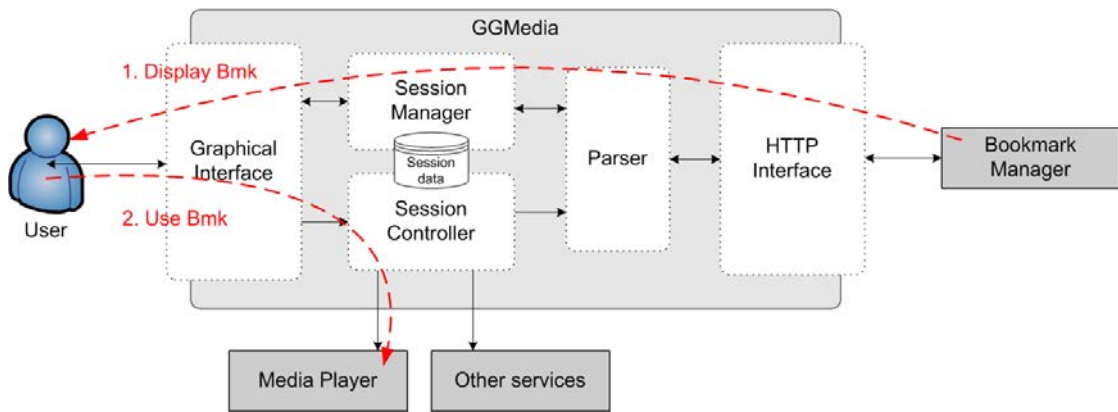 GGMedia
1. Display Bmk
Session
Manager
Graphical
Interface
Session
data
Parser
HTTP
Interface
Bookmark
Manager
User
2. Use Bmk
Session
Controller
Media Player
Other services